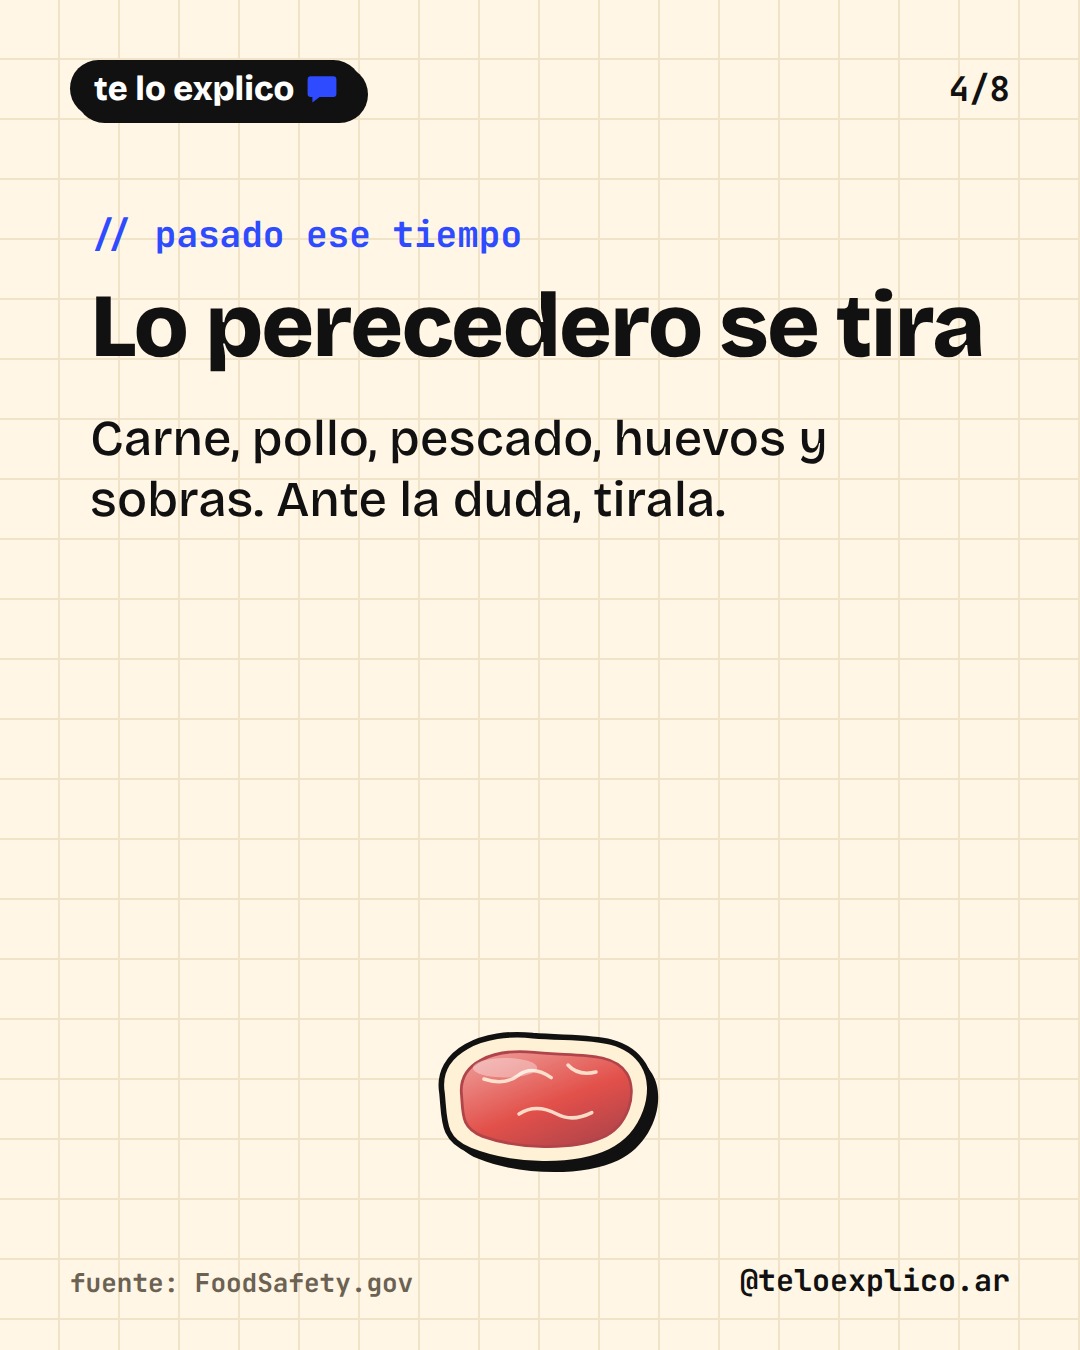 te lo explico
4/8
// pasado ese tiempo
Lo perecedero se tira
Carne, pollo, pescado, huevos y
sobras. Ante la duda, tirala.
fuente: FoodSafety.gov
@teloexplico.ar